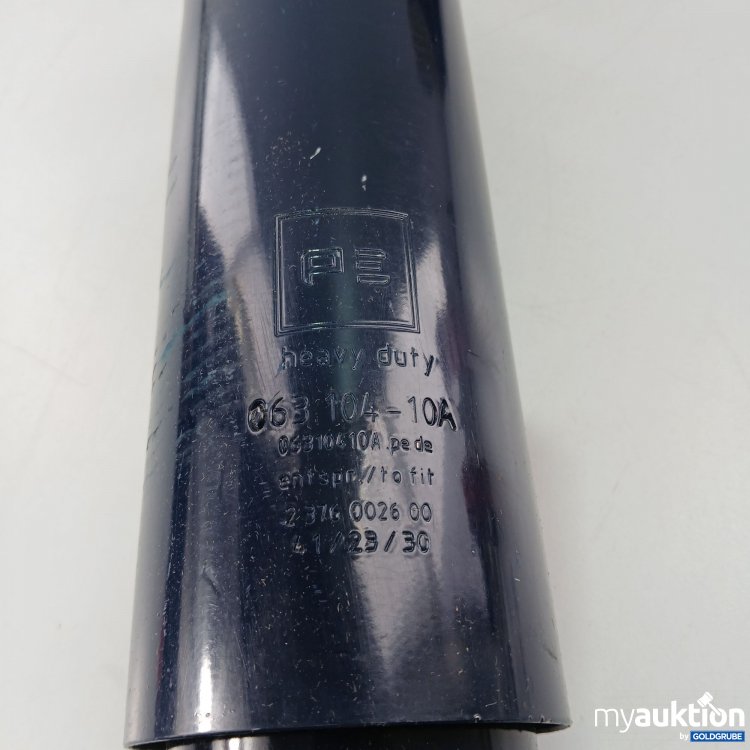 PE
heavy duty
063.104-10A
06310410A.pe.de
entspr.//to fit
2 376 0026 00
41/23/30
myauktion
by GOLDGRUBE